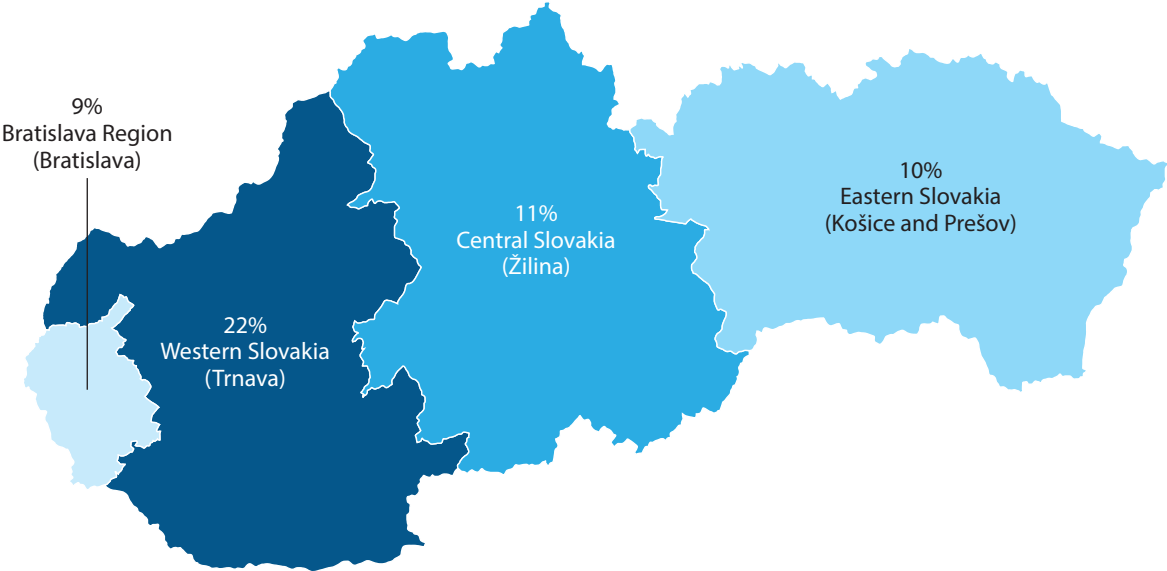 9%
Bratislava Region
(Bratislava)
22%
Western Slovakia
(Trnava)
11%
Central Slovakia
(Žilina)
10%
Eastern Slovakia
(Košice and Prešov)